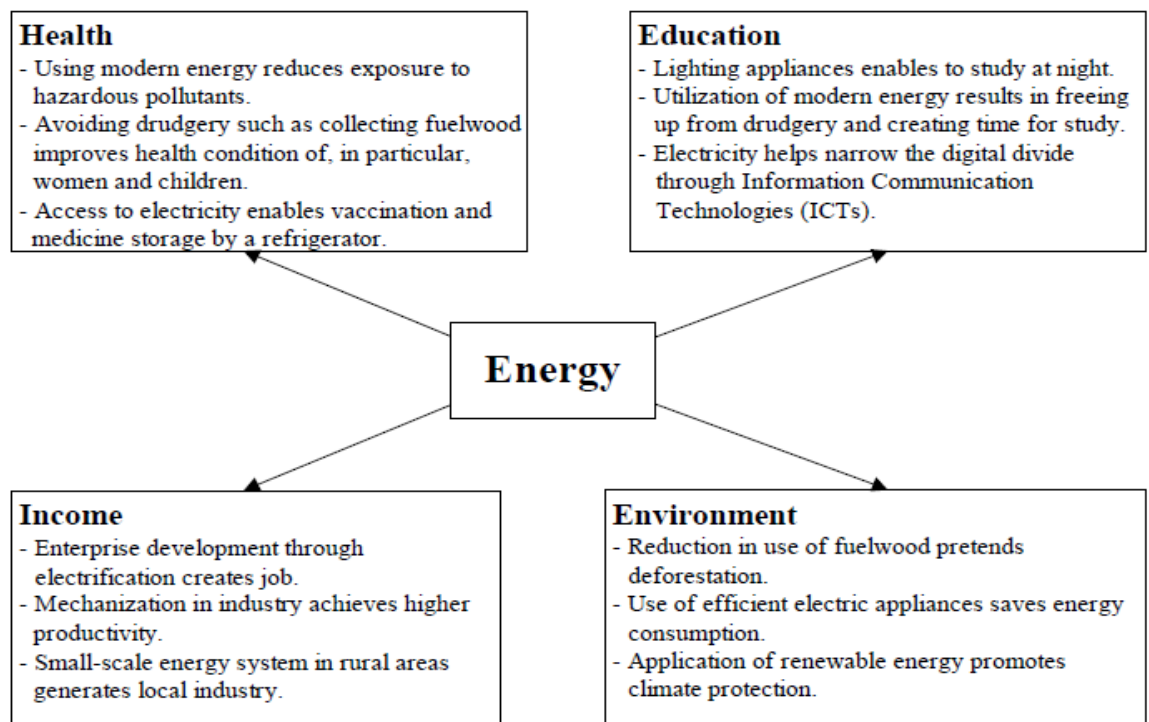 Health
- Using modern energy reduces exposure to
hazardous pollutants.
- Avoiding drudgery such as collecting fuelwood
improves health condition of, in particular,
women and children.
- Access to electricity enables vaccination and
medicine storage by a refrigerator.
Education
- Lighting appliances enables to study at night.
- Utilization of modern energy results in freeing
up from drudgery and creating time for study.
- Electricity helps narrow the digital divide
through Information Communication
Technologies (ICTs).
Energy
Income
- Enterprise development through
electrification creates job.
- Mechanization in industry achieves higher
productivity.
- Small-scale energy system in rural areas
generates local industry.
Environment
- Reduction in use of fuelwood pretends
deforestation.
- Use of efficient electric appliances saves energy
consumption.
- Application of renewable energy promotes
climate protection.